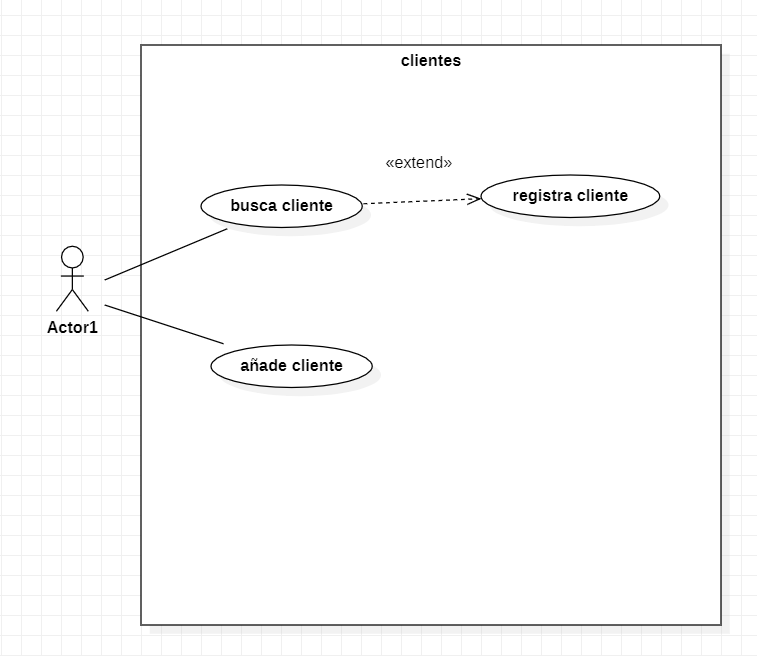 clientes
«extend»
busca cliente
registra cliente
Actor1
añade cliente